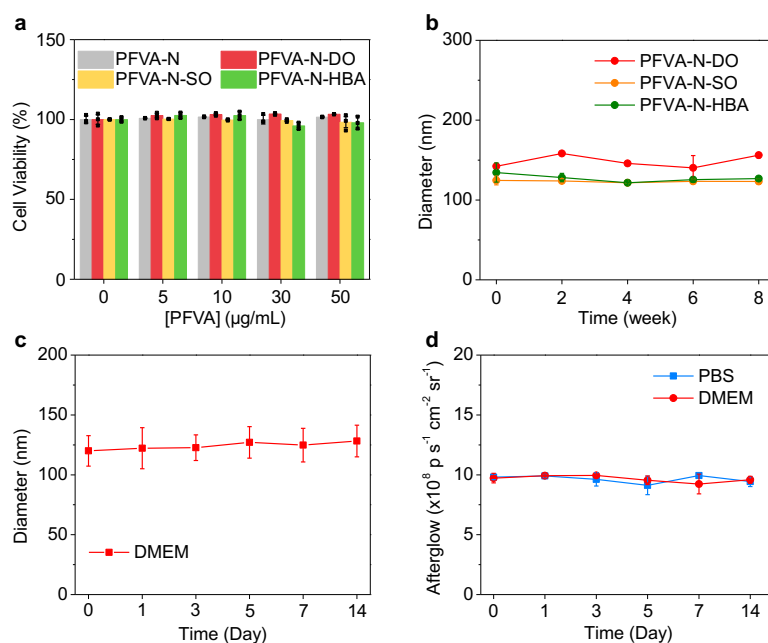 a
150
100
50
0
Cell Viability (%)
PFVA-N
PFVA-N-DO
PFVA-N-SO
PFVA-N-HBA
0 5 10 30 50
[PFVA] (μg/mL)
b
300
200
100
0
Diameter (nm)
PFVA-N-DO
PFVA-N-SO
PFVA-N-HBA
0 2 4 6 8
Time (week)
c
200
150
100
50
0
Diameter (nm)
DMEM
0 1 3 5 7 14
Time (Day)
d
20
15
10
5
0
Afterglow (x10⁸ p s⁻¹ cm⁻² sr⁻¹)
PBS
DMEM
0 1 3 5 7 14
Time (Day)